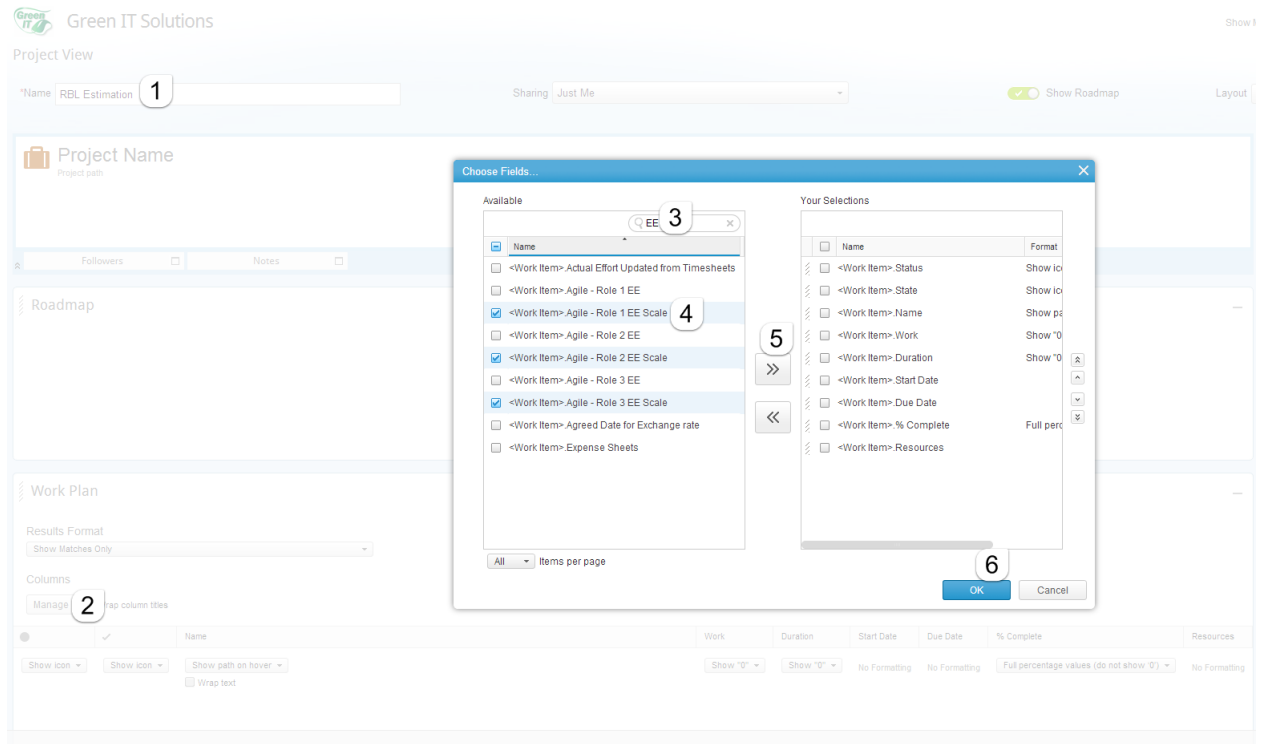 Green IT Green IT Solutions
Show
Project View
*Name RBL Estimation 1 Sharing Just Me Show Roadmap Layout
Project Name
Project path
Followers Notes
Roadmap
Work Plan
Results Format
Show Matches Only
Columns
Manage 2 rap column titles
Name Work Duration Start Date Due Date % Complete Resources
Show icon Show icon Show path on hover Show "0" Show "0" No Formatting No Formatting Full percentage values (do not show '0') No Formatting
Wrap text
Choose Fields...
Available
EE 3
Name
<Work Item>.Actual Effort Updated from Timesheets
<Work Item>.Agile - Role 1 EE
<Work Item>.Agile - Role 1 EE Scale 4
<Work Item>.Agile - Role 2 EE
<Work Item>.Agile - Role 2 EE Scale
<Work Item>.Agile - Role 3 EE
<Work Item>.Agile - Role 3 EE Scale
<Work Item>.Agreed Date for Exchange rate
<Work Item>.Expense Sheets
All Items per page
5
Your Selections
Name Format
<Work Item>.Status Show ico
<Work Item>.State Show ico
<Work Item>.Name Show pa
<Work Item>.Work Show "0
<Work Item>.Duration Show "0
<Work Item>.Start Date
<Work Item>.Due Date
<Work Item>.% Complete Full perc
<Work Item>.Resources
6
OK Cancel